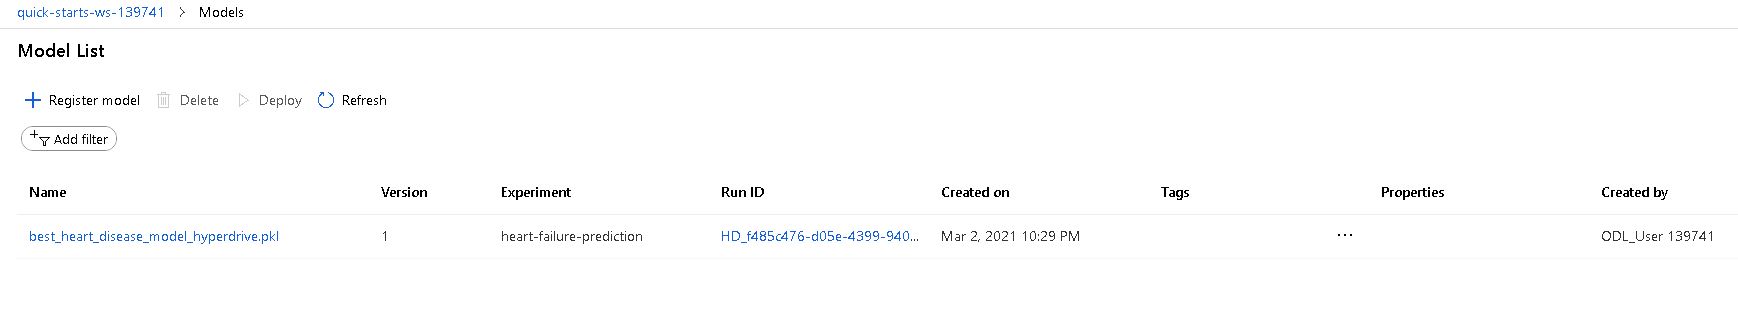 quick-starts-ws-139741 > Models
Model List
Register model Delete Deploy Refresh
Add filter
Name Version Experiment Run ID Created on Tags Properties Created by
best_heart_disease_model_hyperdrive.pkl 1 heart-failure-prediction HD_f485c476-d05e-4399-940... Mar 2, 2021 10:29 PM ... ODL_User 139741